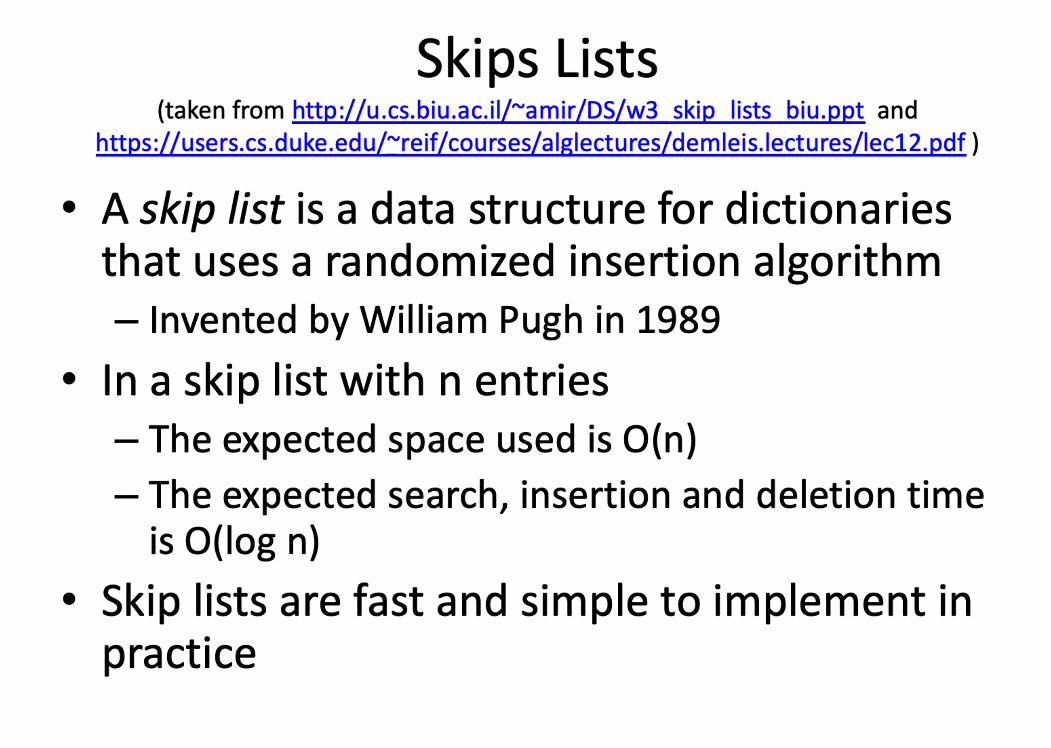 Skips Lists
(taken from http://u.cs.biu.ac.il/~amir/DS/w3_skip_lists_biu.ppt and
https://users.cs.duke.edu/~reif/courses/alglectures/demleis.lectures/lec12.pdf )
• A skip list is a data structure for dictionaries
that uses a randomized insertion algorithm
– Invented by William Pugh in 1989
• In a skip list with n entries
– The expected space used is O(n)
– The expected search, insertion and deletion time
is O(log n)
• Skip lists are fast and simple to implement in
practice